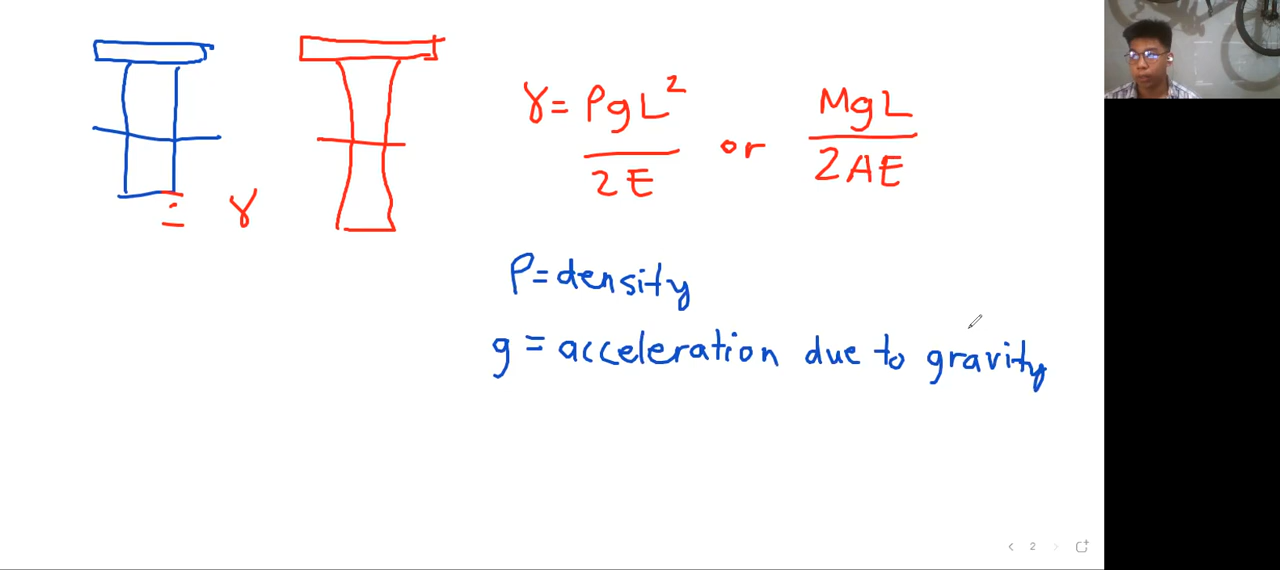 γ = ρgL² / 2E or MgL / 2AE
γ
ρ = density
g = acceleration due to gravity
2